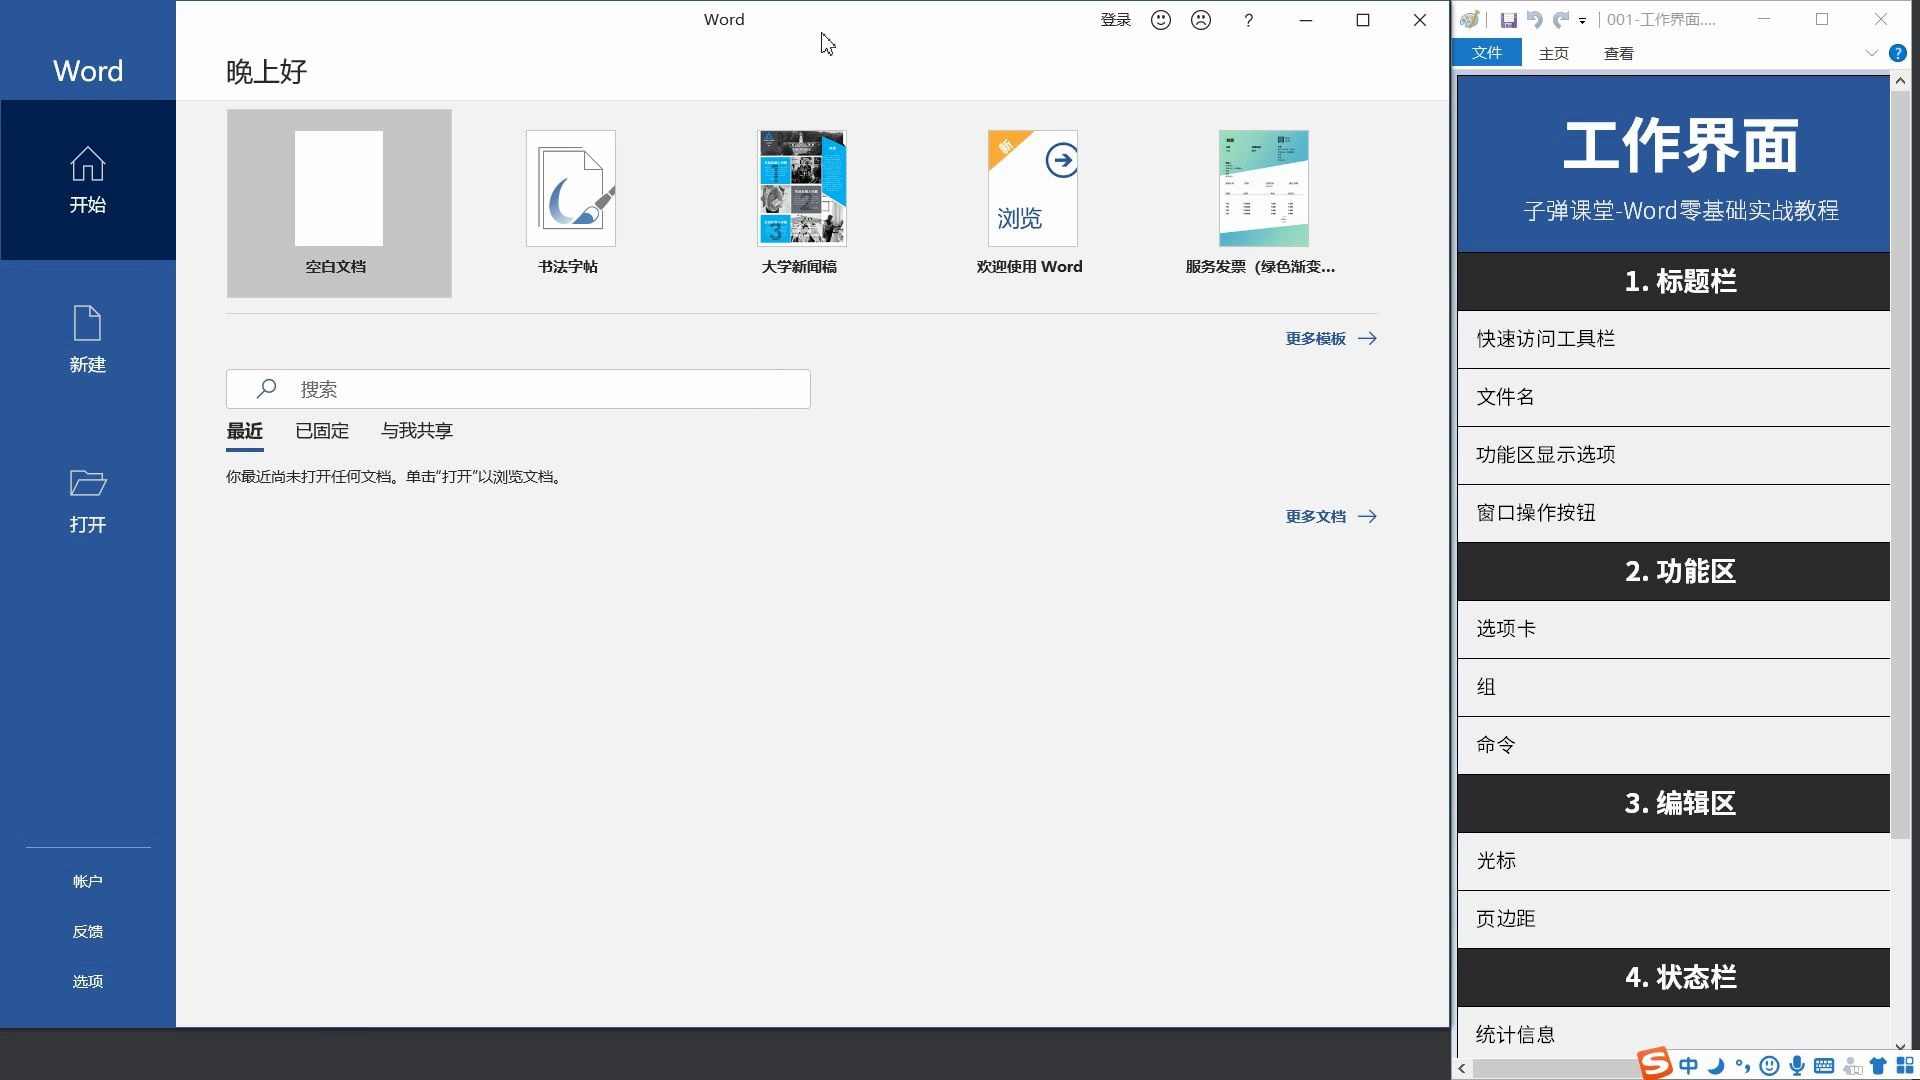 Word
登录
?
Word
晚上好
开始
新建
打开
帐户
反馈
选项
空白文档
书法字帖
大学新闻稿
新
浏览
欢迎使用 Word
服务发票（绿色渐变...
更多模板
搜索
最近
已固定
与我共享
你最近尚未打开任何文档。单击“打开”以浏览文档。
更多文档
001-工作界面....
文件
主页
查看
?
工作界面
子弹课堂-Word零基础实战教程
1. 标题栏
快速访问工具栏
文件名
功能区显示选项
窗口操作按钮
2. 功能区
选项卡
组
命令
3. 编辑区
光标
页边距
4. 状态栏
统计信息
S 中